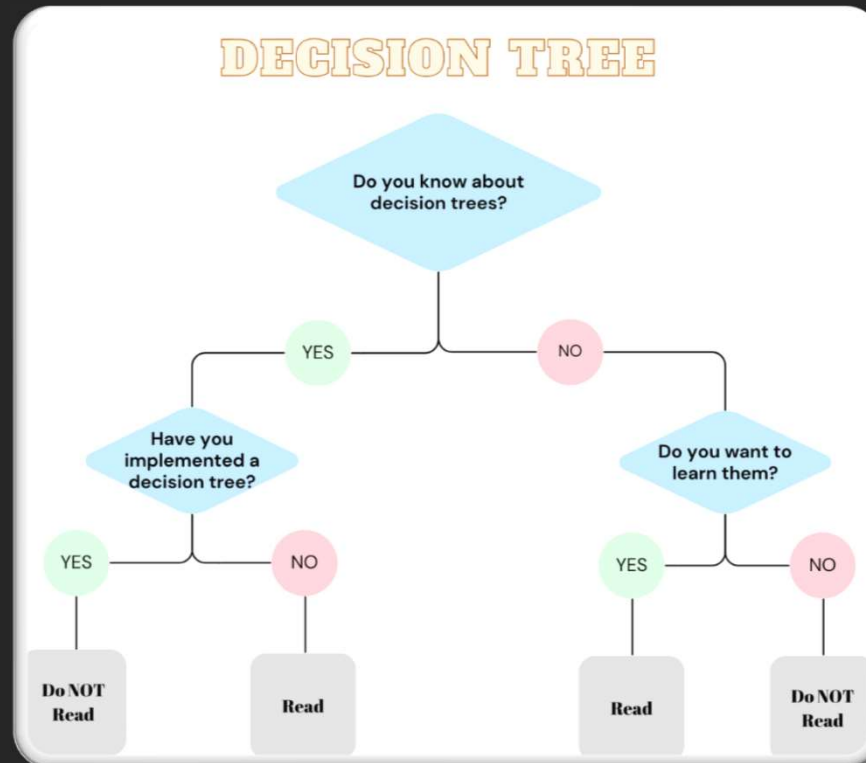 DECISION TREE
Do you know about
decision trees?
YES
NO
Have you
implemented a
decision tree?
Do you want to
learn them?
YES
NO
YES
NO
Do NOT
Read
Read
Read
Do NOT
Read